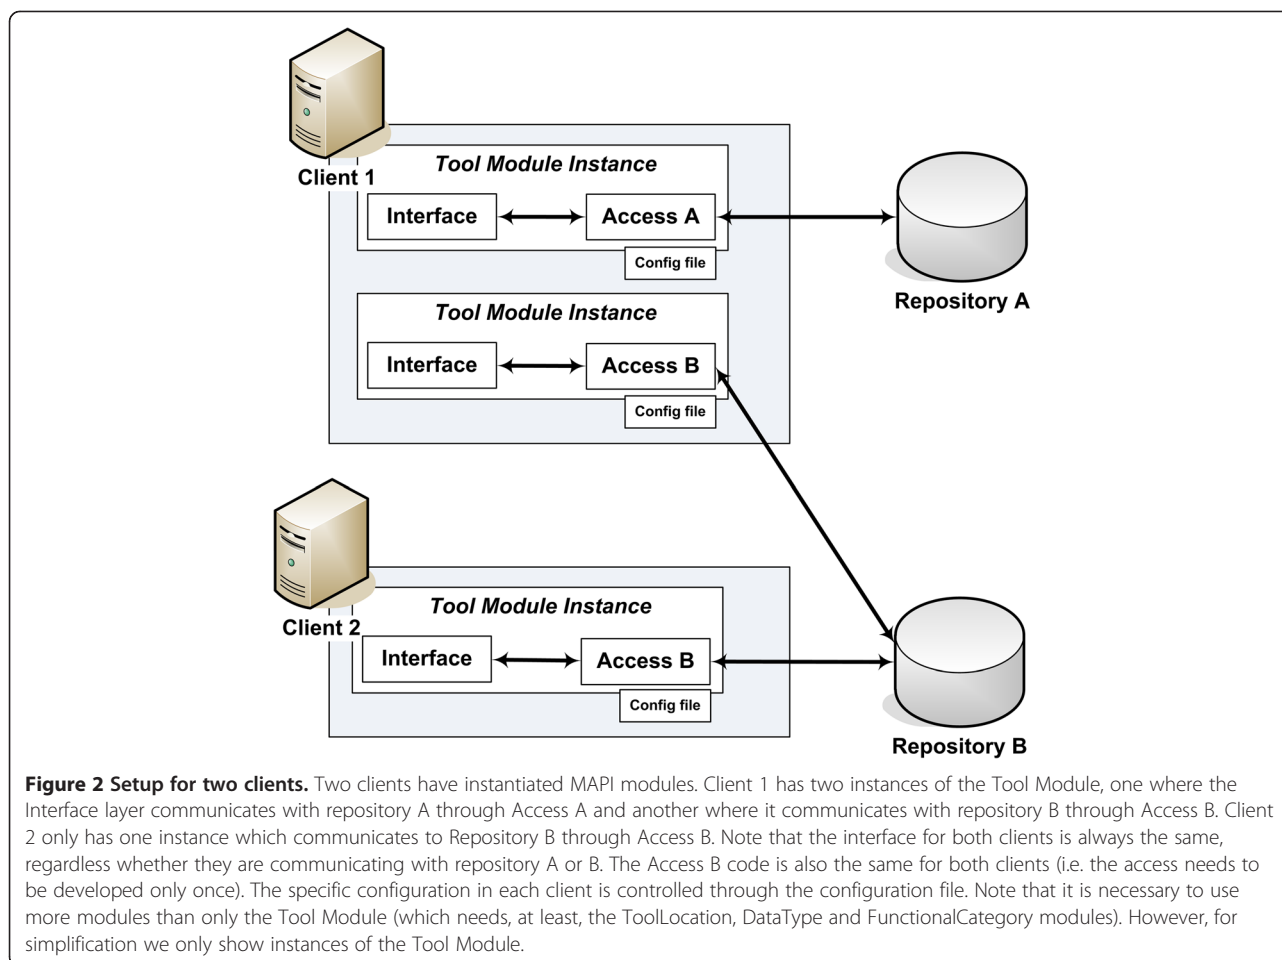 Client 1
Tool Module Instance
Interface
Access A
Config file
Repository A
Tool Module Instance
Interface
Access B
Config file
Client 2
Tool Module Instance
Interface
Access B
Config file
Repository B
Figure 2 Setup for two clients. Two clients have instantiated MAPI modules. Client 1 has two instances of the Tool Module, one where the
Interface layer communicates with repository A through Access A and another where it communicates with repository B through Access B. Client
2 only has one instance which communicates to Repository B through Access B. Note that the interface for both clients is always the same,
regardless whether they are communicating with repository A or B. The Access B code is also the same for both clients (i.e. the access needs to
be developed only once). The specific configuration in each client is controlled through the configuration file. Note that it is necessary to use
more modules than only the Tool Module (which needs, at least, the ToolLocation, DataType and FunctionalCategory modules). However, for
simplification we only show instances of the Tool Module.